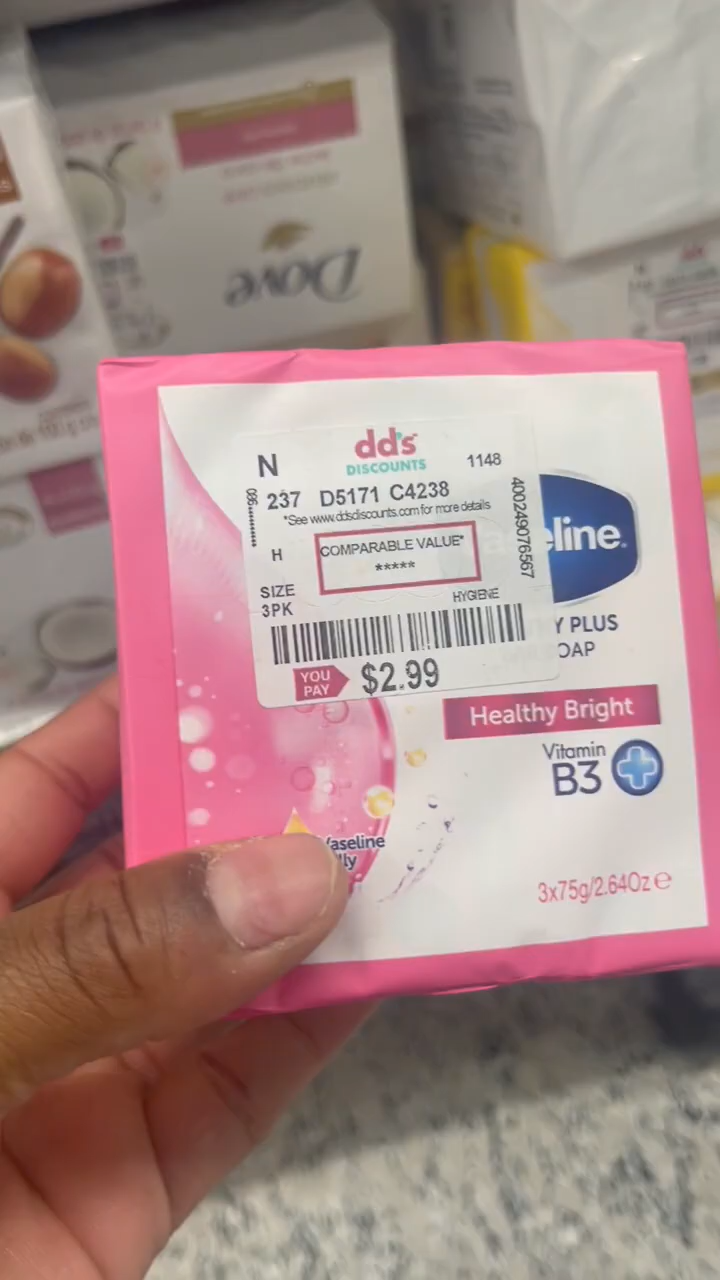 Dove
N
dd's
DISCOUNTS
1148
237 D5171 C4238
*See www.ddsdiscounts.com for more details
400249076567
H
COMPARABLE VALUE*
*****
SIZE
3PK
HYGIENE
YOU
PAY
$2.99
eline.
Y PLUS
OAP
Healthy Bright
Vitamin
B3
aseline
lly
3x75g/2.64Oz e